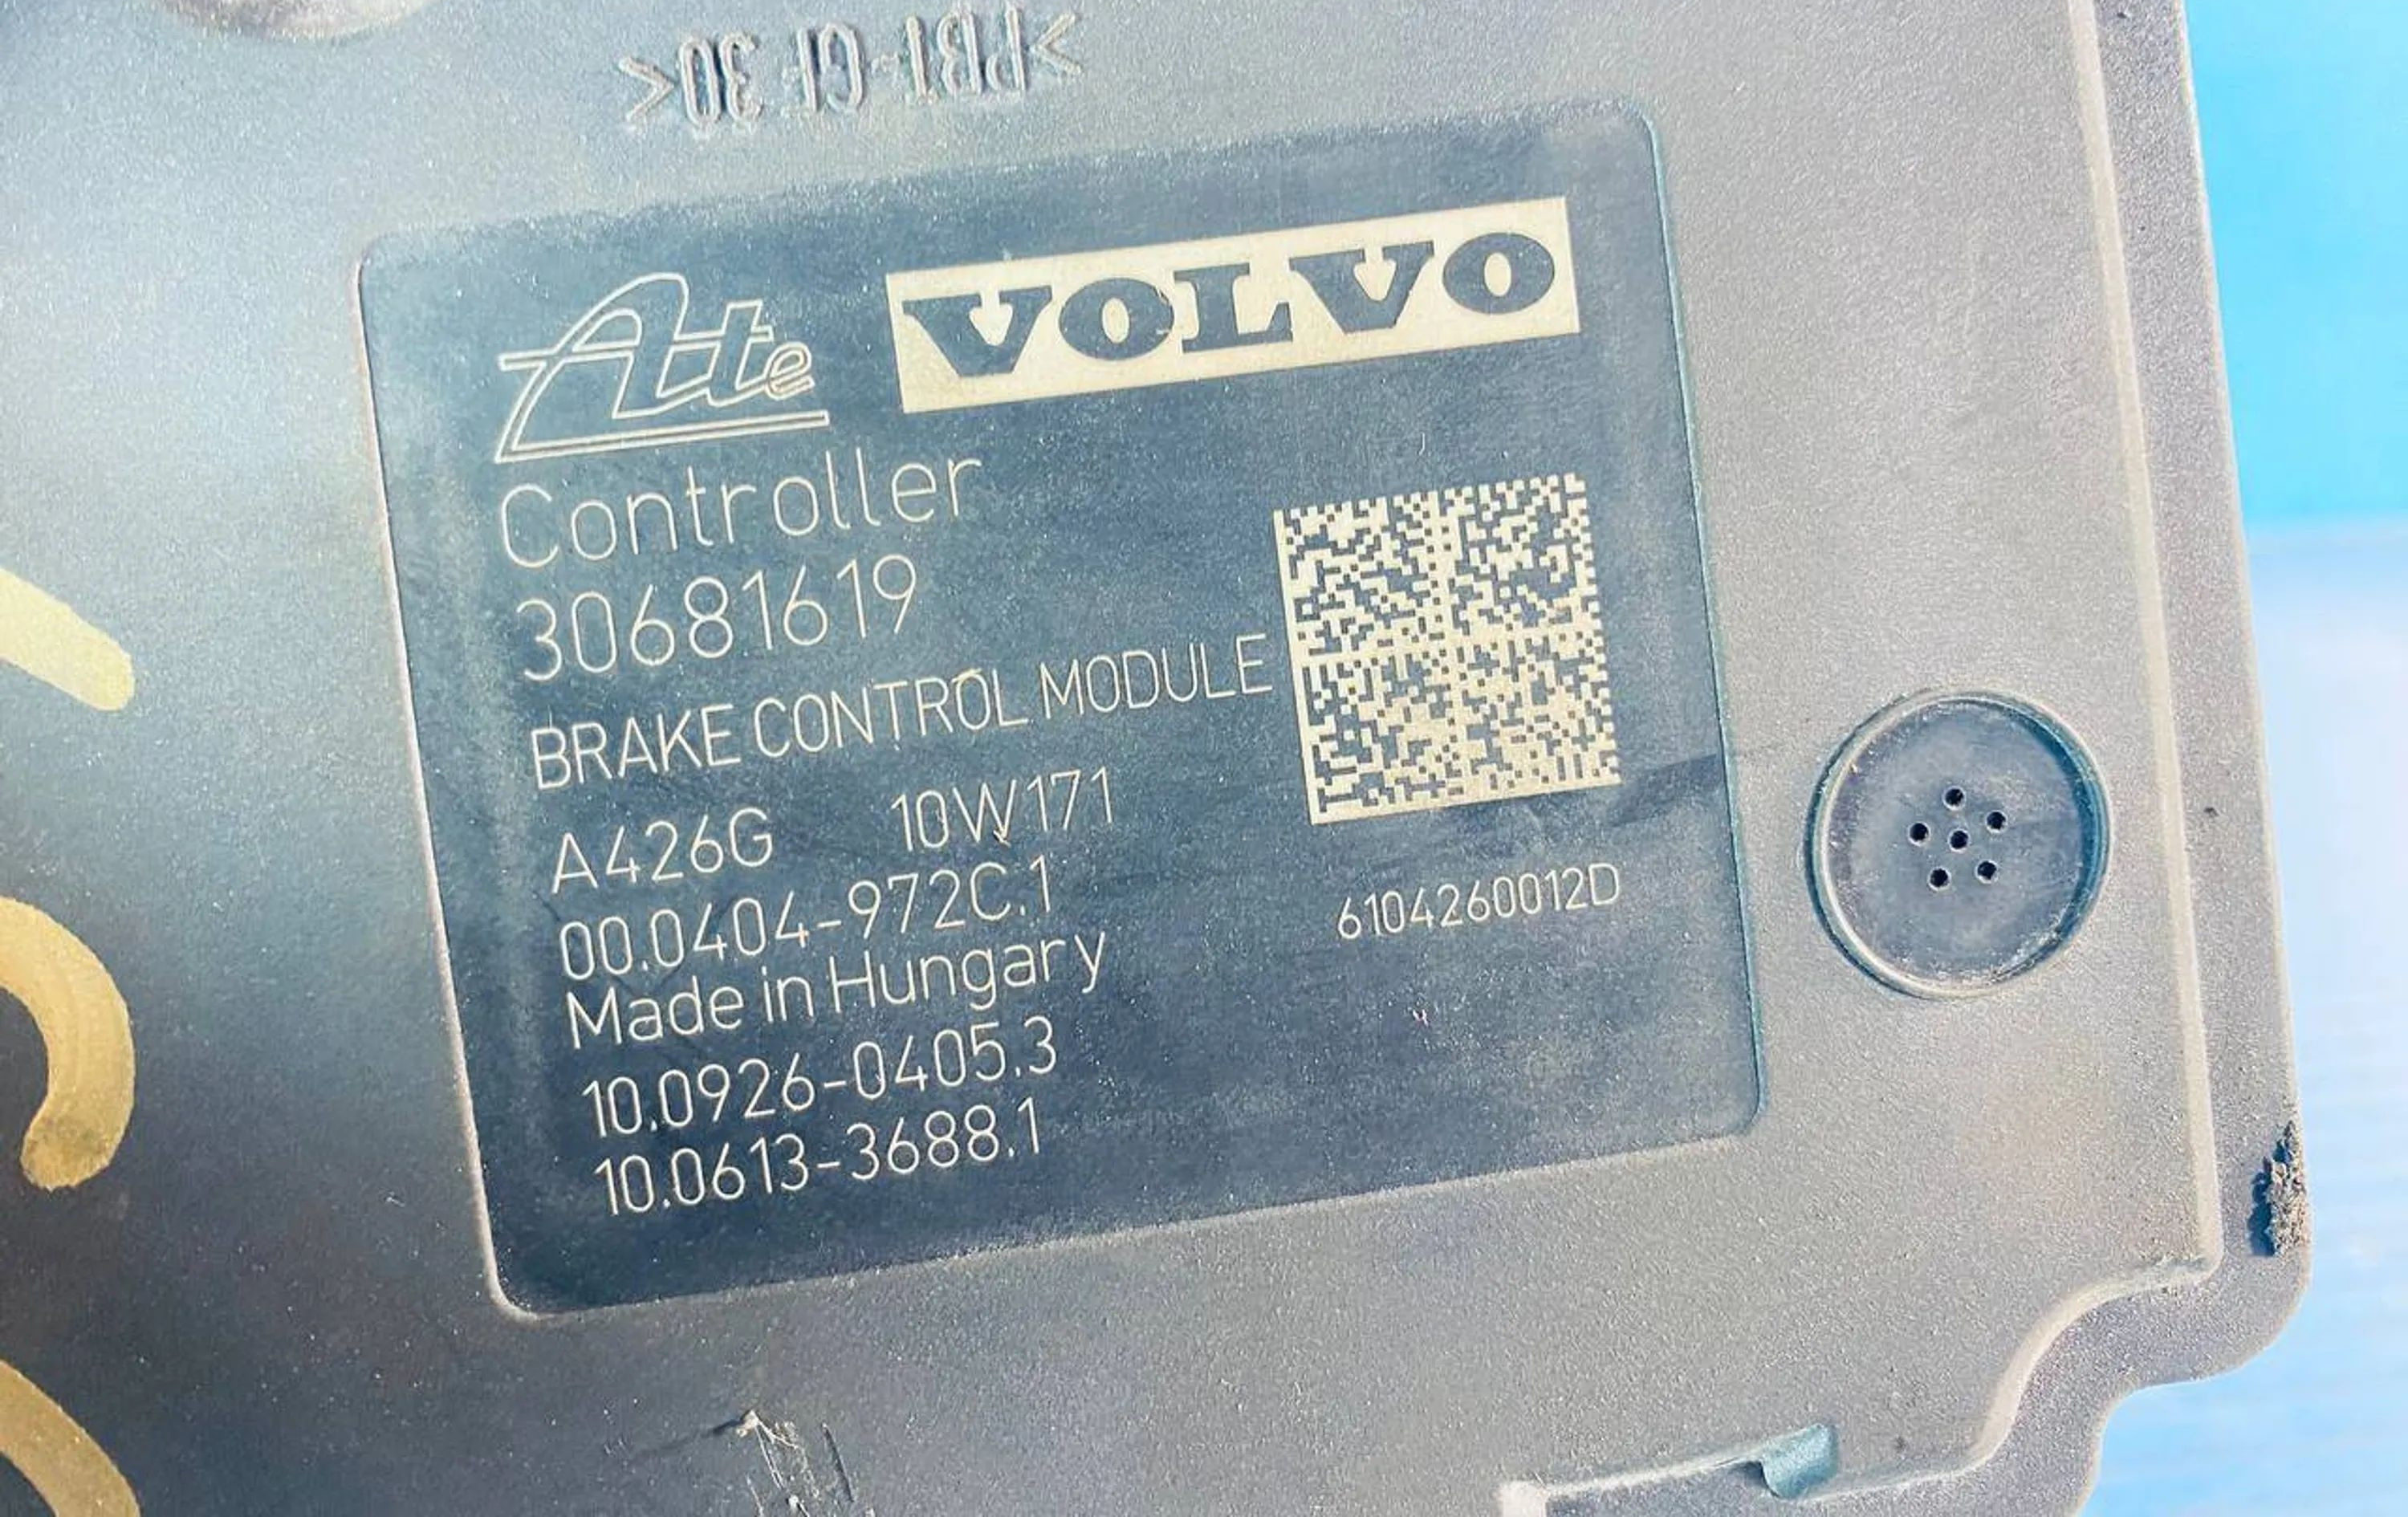 >PBT-GF 30<
Ate VOLVO
Controller
30681619
BRAKE CONTROL MODULE
A426G 10W171
00.0404-972C.1
6104260012D
Made in Hungary
10.0926-0405.3
10.0613-3688.1